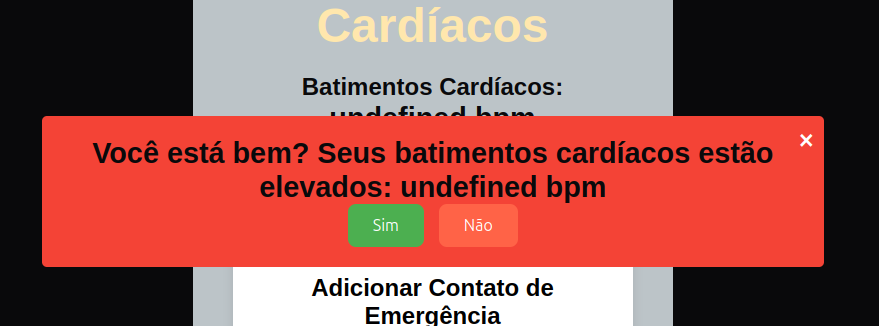 Cardíacos
Batimentos Cardíacos:
undefined bpm
Você está bem? Seus batimentos cardíacos estão
elevados: undefined bpm
Sim Não
Adicionar Contato de
Emergência